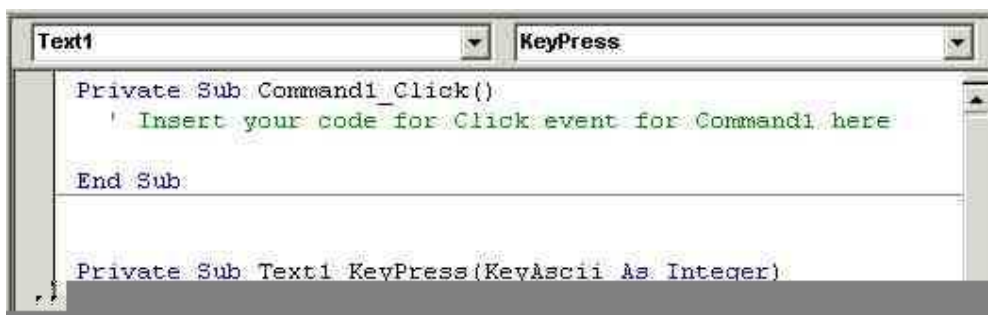 Text1 KeyPress
Private Sub Command1_Click()
' Insert your code for Click event for Command1 here
End Sub
Private Sub Text1_KeyPress(KeyAscii As Integer)